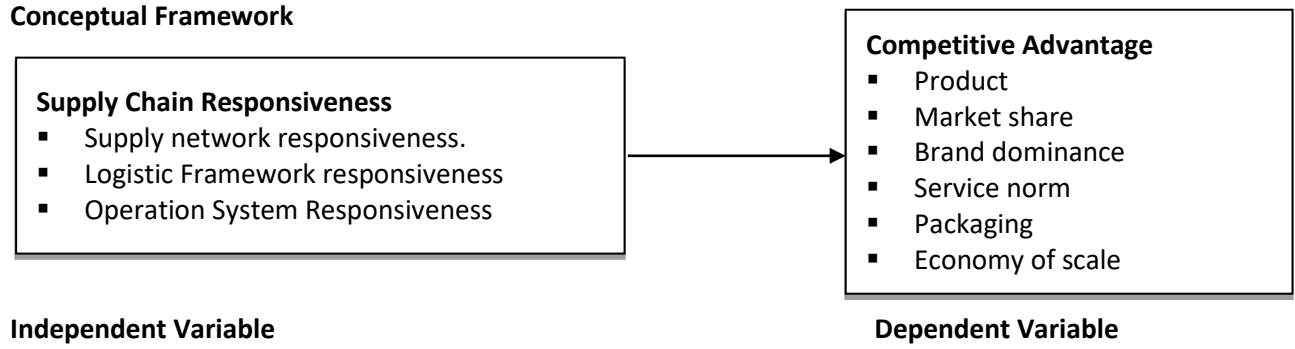 Conceptual Framework
Supply Chain Responsiveness
▪ Supply network responsiveness.
▪ Logistic Framework responsiveness
▪ Operation System Responsiveness
Competitive Advantage
▪ Product
▪ Market share
▪ Brand dominance
▪ Service norm
▪ Packaging
▪ Economy of scale
Independent Variable
Dependent Variable